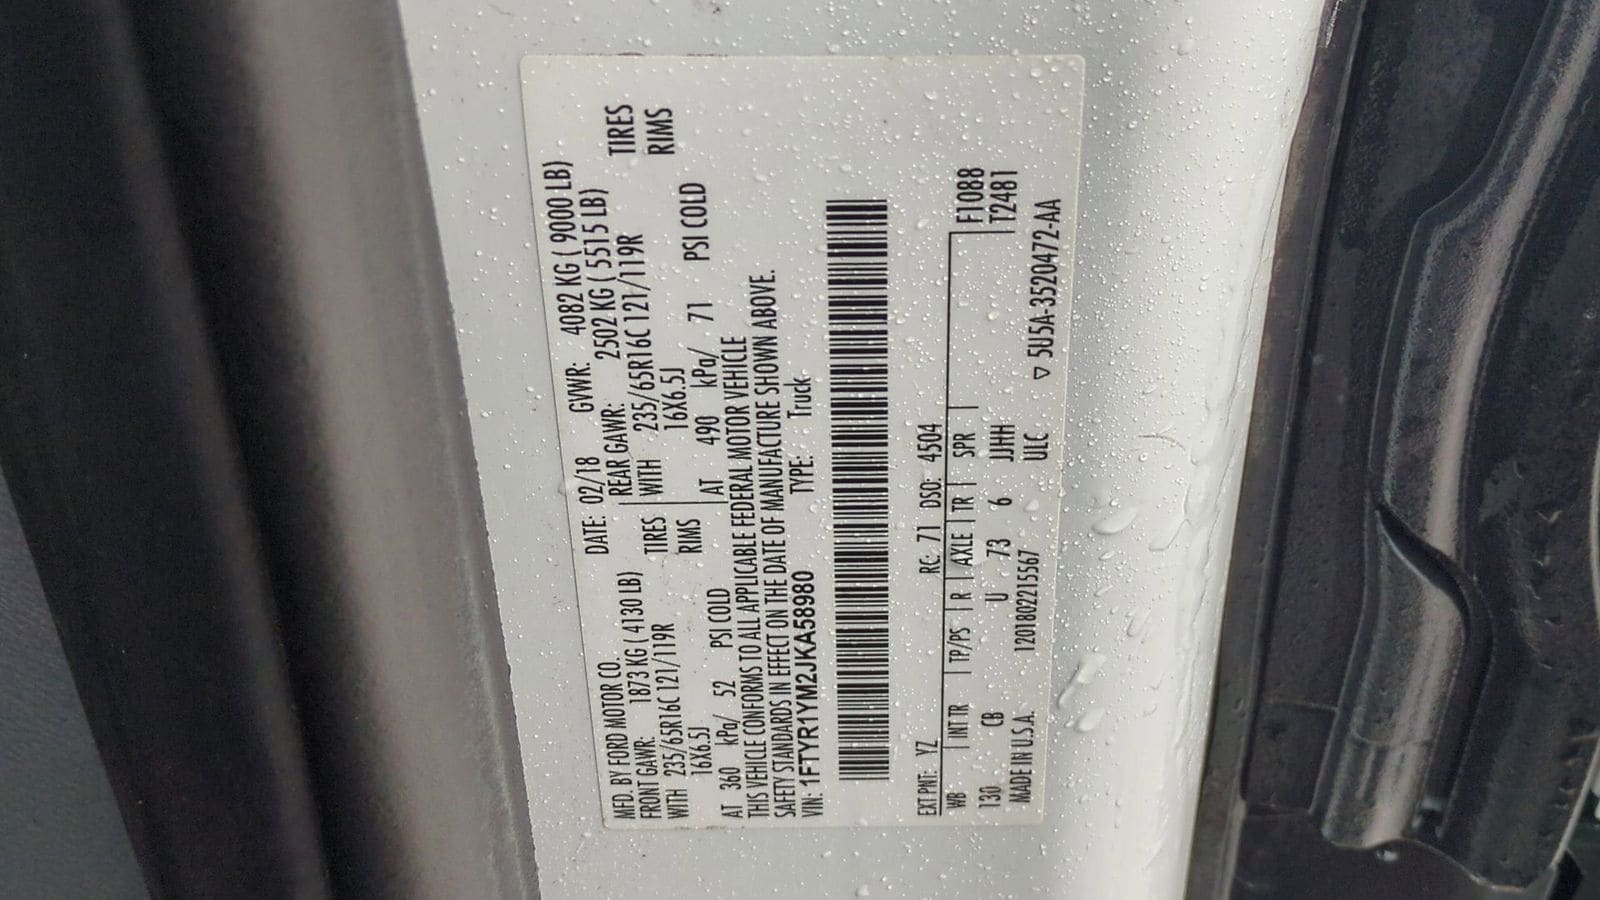 MFD. BY FORD MOTOR CO. DATE: 02/18 GVWR: 4082 KG ( 9000 LB)
FRONT GAWR: 1873 KG ( 4130 LB) REAR GAWR: 2502 KG ( 5515 LB)
WITH 235/65R16C 121/119R TIRES WITH 235/65R16C 121/119R TIRES
16X6.5J RIMS 16X6.5J RIMS
AT 360 kPa/ 52 PSI COLD AT 490 kPa/ 71 PSI COLD
THIS VEHICLE CONFORMS TO ALL APPLICABLE FEDERAL MOTOR VEHICLE
SAFETY STANDARDS IN EFFECT ON THE DATE OF MANUFACTURE SHOWN ABOVE.
VIN: 1FTYR1YM2JKA58980 TYPE: Truck
EXT PNT: YZ RC: 71 DSO: 4504
WB INT TR TP/PS R AXLE TR SPR F1088
130 CB U 73 6 JJHH T2481
MADE IN U.S.A. 1201802215567 ULC ▽ 5U5A-3520472-AA